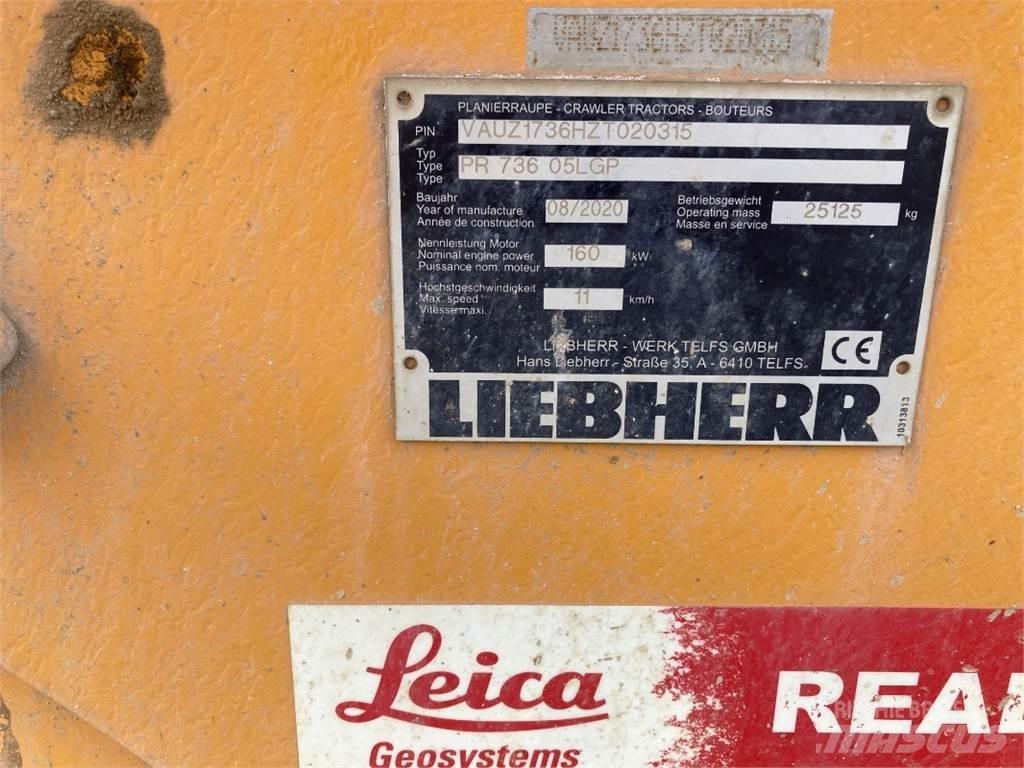 PLANIERRAUPE - CRAWLER TRACTORS - BOUTEURS
PIN VAUZ1736HZT020315
Typ
Type PR 736 05LGP
Type
Baujahr
Year of manufacture 08/2020
Année de construction
Betriebsgewicht
Operating mass 25125 kg
Masse en service
Nennleistung Motor
Nominal engine power 160 kW
Puissance nom. moteur
Höchstgeschwindigkeit
Max. speed 11 km/h
Vitesse maxi.
LIEBHERR - WERK TELFS GMBH
Hans Liebherr - Straße 35, A - 6410 TELFS
CE
LIEBHERR
10313813
Leica
Geosystems
MASCUS